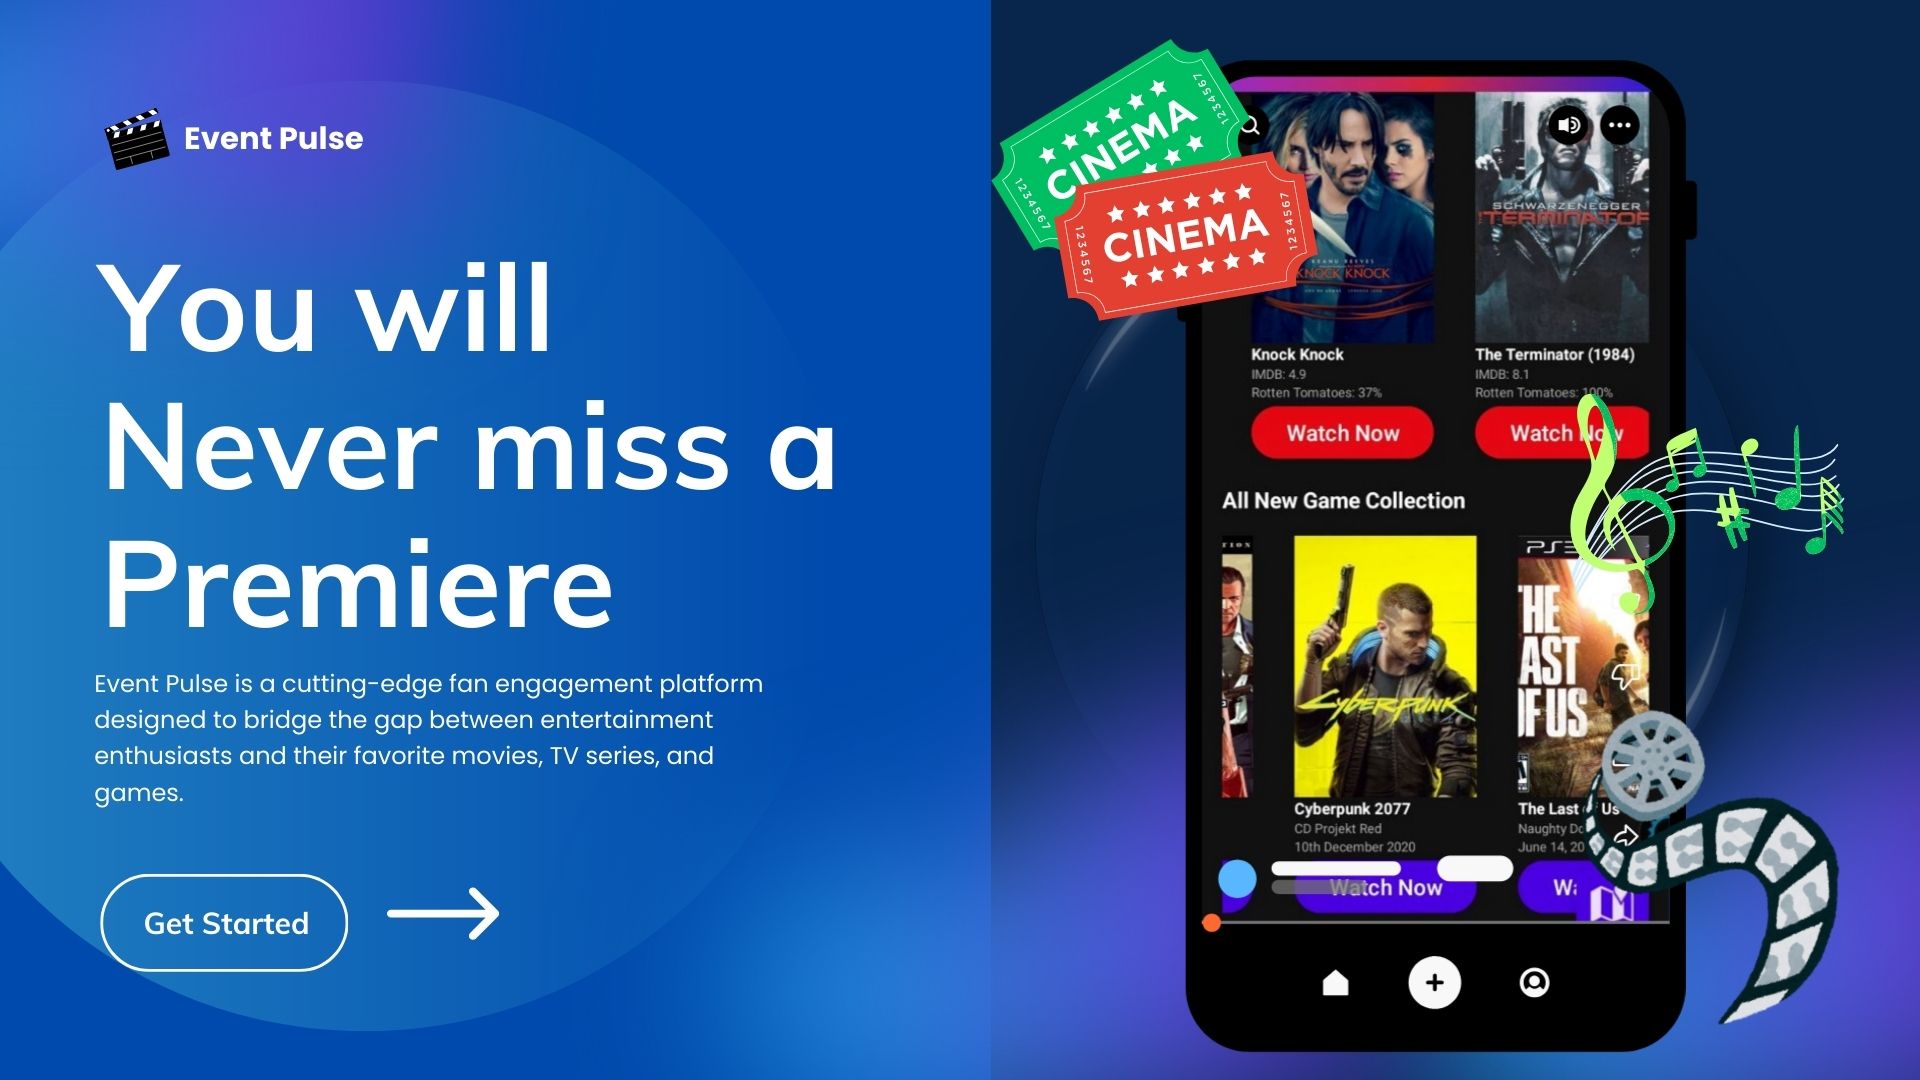 Event Pulse
You will
Never miss a
Premiere
Event Pulse is a cutting-edge fan engagement platform
designed to bridge the gap between entertainment
enthusiasts and their favorite movies, TV series, and
games.
Get Started
CINEMA
1234567
1234567
CINEMA
1234567
1234567
KEANU REEVES
KNOCK KNOCK
SCHWARZENEGGER
TERMINATOR
Knock Knock
IMDB: 4.9
Rotten Tomatoes: 37%
Watch Now
The Terminator (1984)
IMDB: 8.1
Rotten Tomatoes: 100%
Watch Now
All New Game Collection
CYBERPUNK
PS3
THE
LAST
OF US
Cyberpunk 2077
CD Projekt Red
10th December 2020
Watch Now
The Last of Us
Naughty Do
June 14, 20
Wa